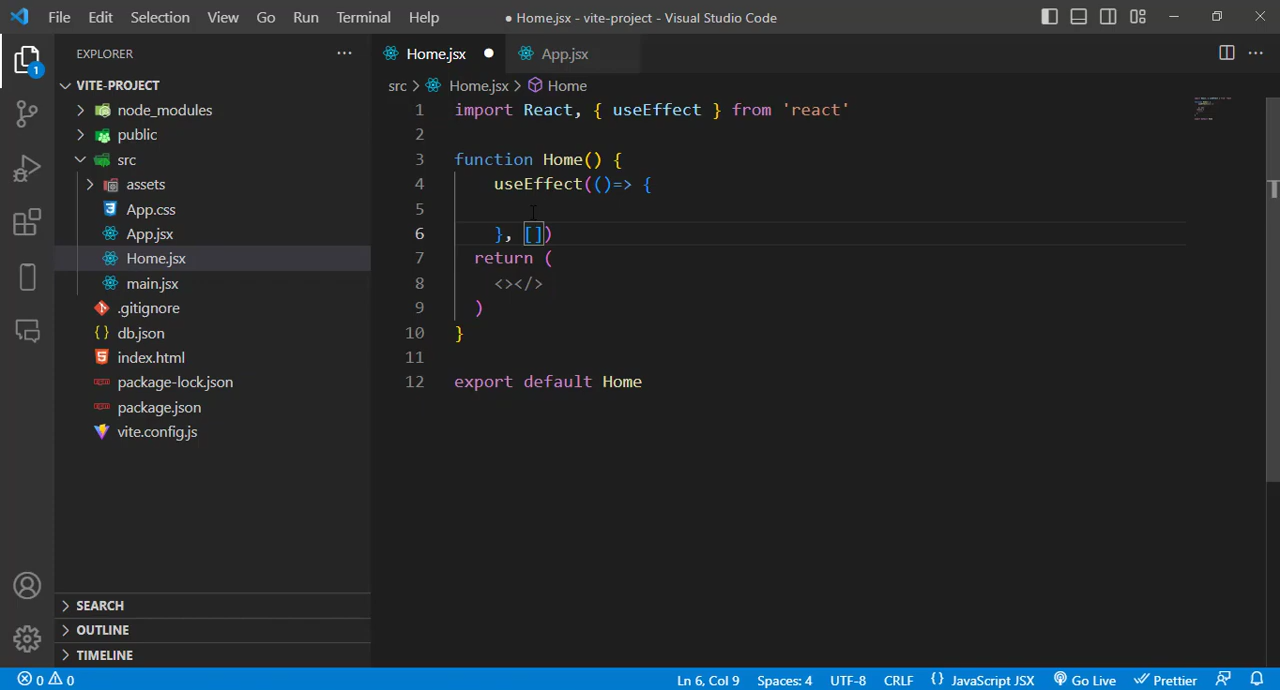 File Edit Selection View Go Run Terminal Help ● Home.jsx - vite-project - Visual Studio Code
EXPLORER
Home.jsx ● App.jsx
VITE-PROJECT
src > Home.jsx > Home
node_modules
public
src
assets
App.css
App.jsx
Home.jsx
main.jsx
.gitignore
{ } db.json
index.html
package-lock.json
package.json
vite.config.js
1 import React, { useEffect } from 'react'
2
3 function Home() {
4 useEffect(()=> {
5
6 }, [])
7 return (
8 <></>
9 )
10 }
11
12 export default Home
1
SEARCH
OUTLINE
TIMELINE
0 0 Ln 6, Col 9 Spaces: 4 UTF-8 CRLF {} JavaScript JSX Go Live Prettier